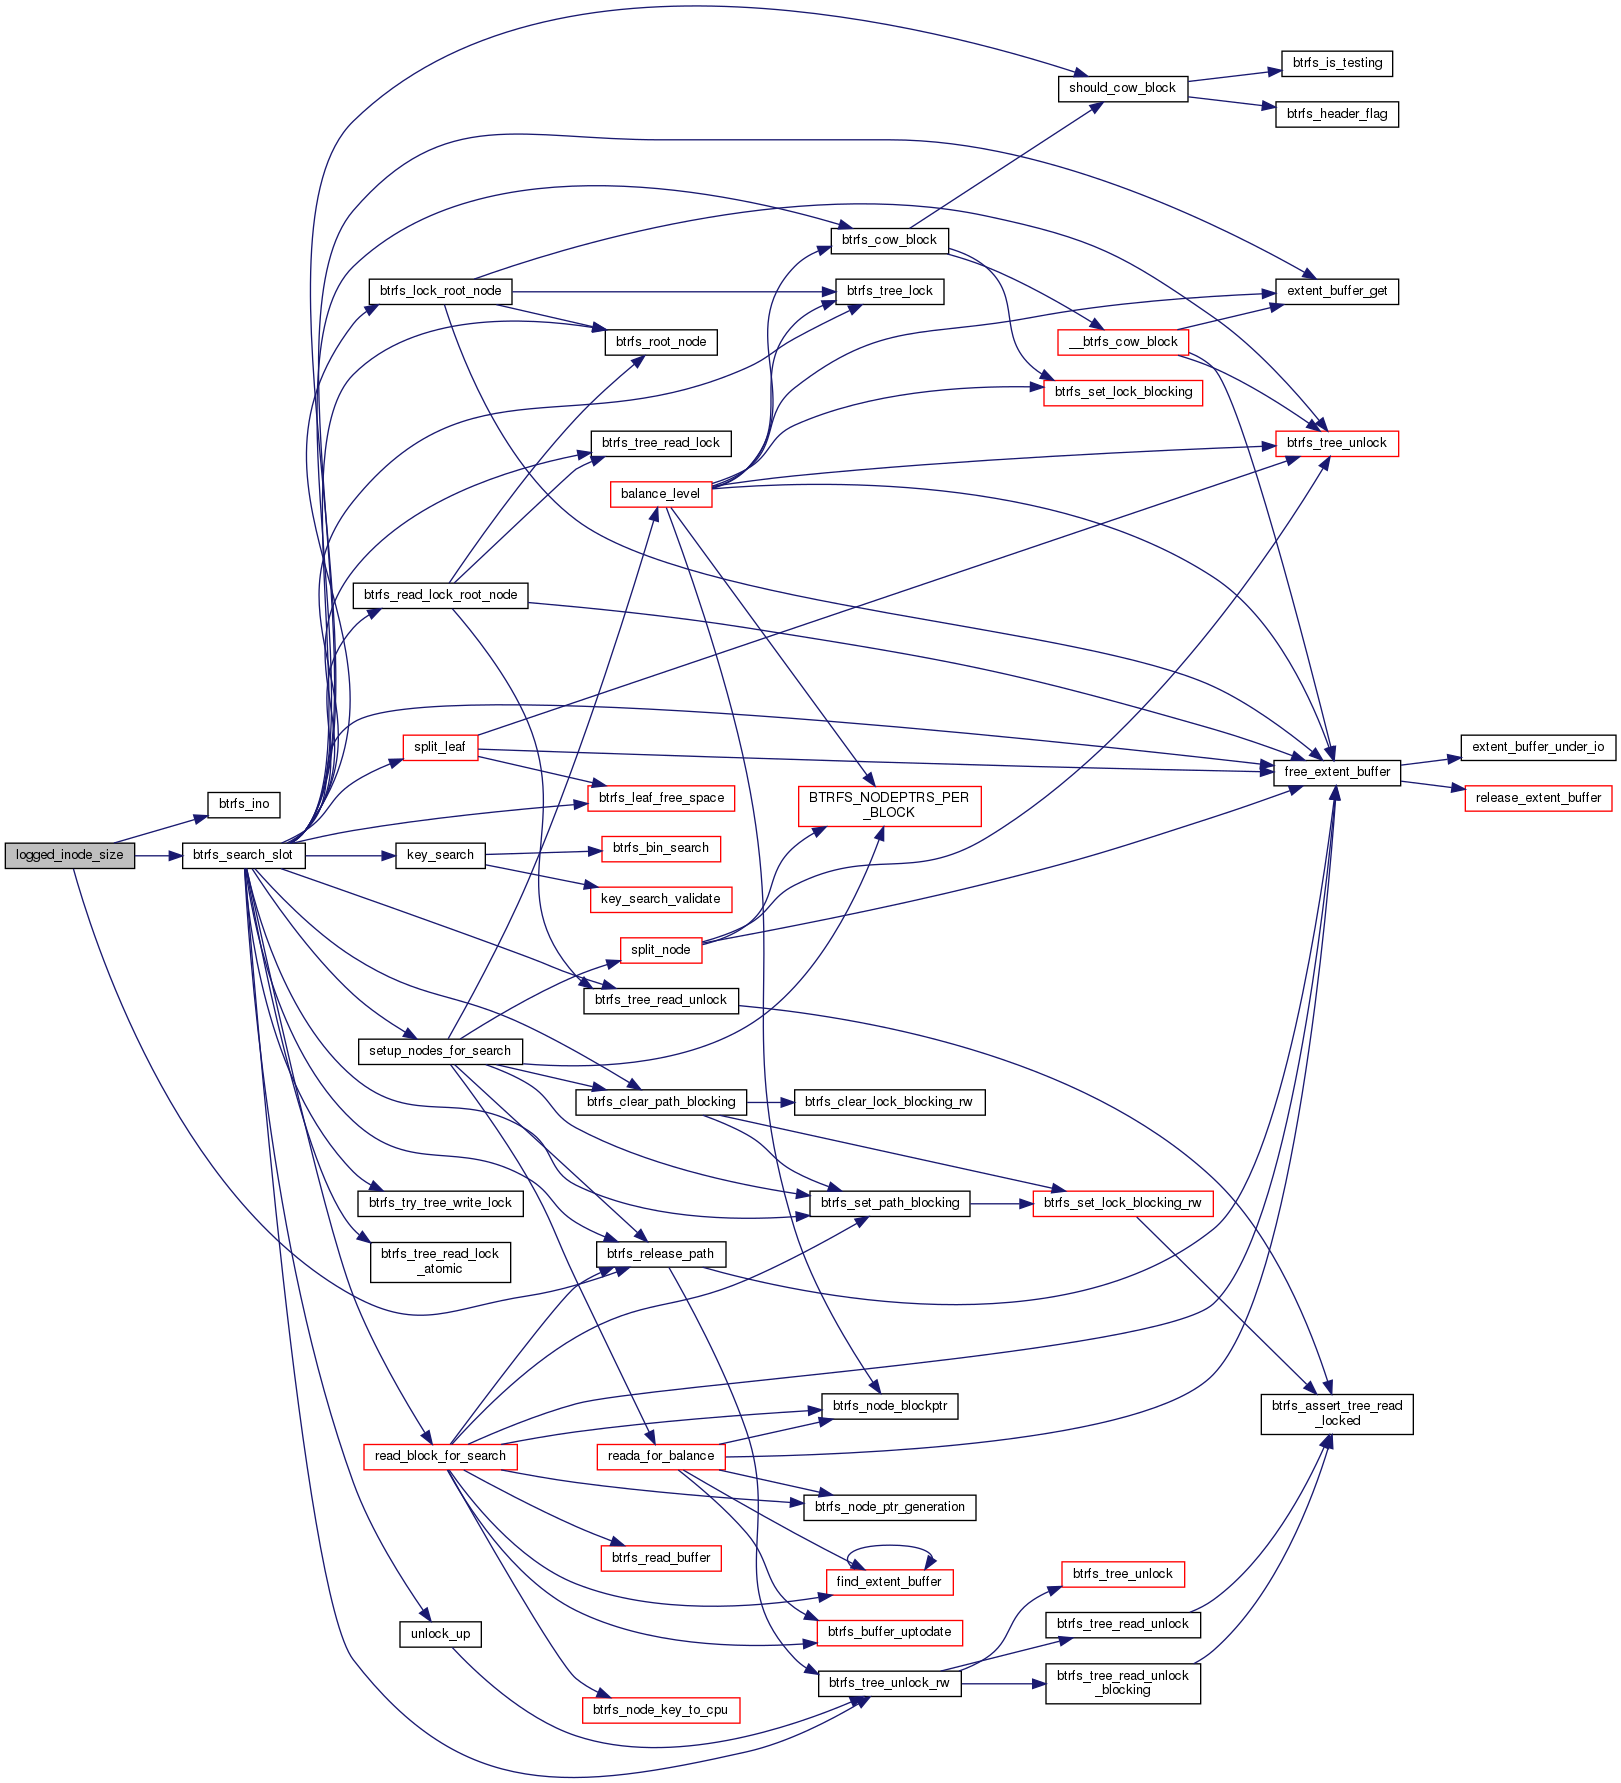 btrfs_is_testing
should_cow_block
btrfs_header_flag
btrfs_cow_block
btrfs_lock_root_node
btrfs_tree_lock
extent_buffer_get
btrfs_root_node
__btrfs_cow_block
btrfs_set_lock_blocking
btrfs_tree_read_lock
btrfs_tree_unlock
balance_level
btrfs_read_lock_root_node
split_leaf
extent_buffer_under_io
free_extent_buffer
btrfs_ino
btrfs_leaf_free_space
BTRFS_NODEPTRS_PER
_BLOCK
release_extent_buffer
logged_inode_size
btrfs_search_slot
key_search
btrfs_bin_search
key_search_validate
split_node
btrfs_tree_read_unlock
setup_nodes_for_search
btrfs_clear_path_blocking
btrfs_clear_lock_blocking_rw
btrfs_try_tree_write_lock
btrfs_set_path_blocking
btrfs_set_lock_blocking_rw
btrfs_tree_read_lock
_atomic
btrfs_release_path
btrfs_node_blockptr
btrfs_assert_tree_read
_locked
read_block_for_search
reada_for_balance
btrfs_node_ptr_generation
btrfs_read_buffer
find_extent_buffer
btrfs_tree_unlock
unlock_up
btrfs_buffer_uptodate
btrfs_tree_read_unlock
btrfs_tree_unlock_rw
btrfs_tree_read_unlock
_blocking
btrfs_node_key_to_cpu